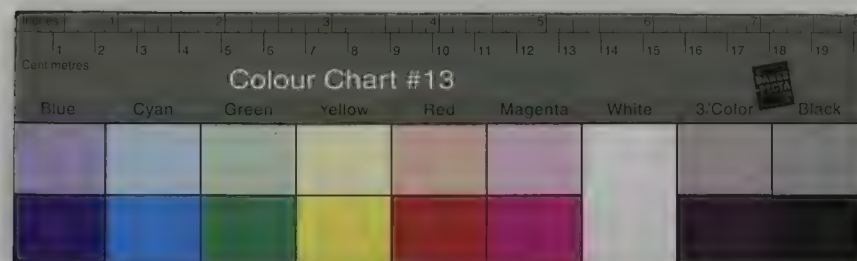 Inches 1 2 3 4 5 6 7
1 2 3 4 5 6 7 8 9 10 11 12 13 14 15 16 17 18 19
Centimetres
Colour Chart #13
Blue Cyan Green Yellow Red Magenta White 3/Color Black